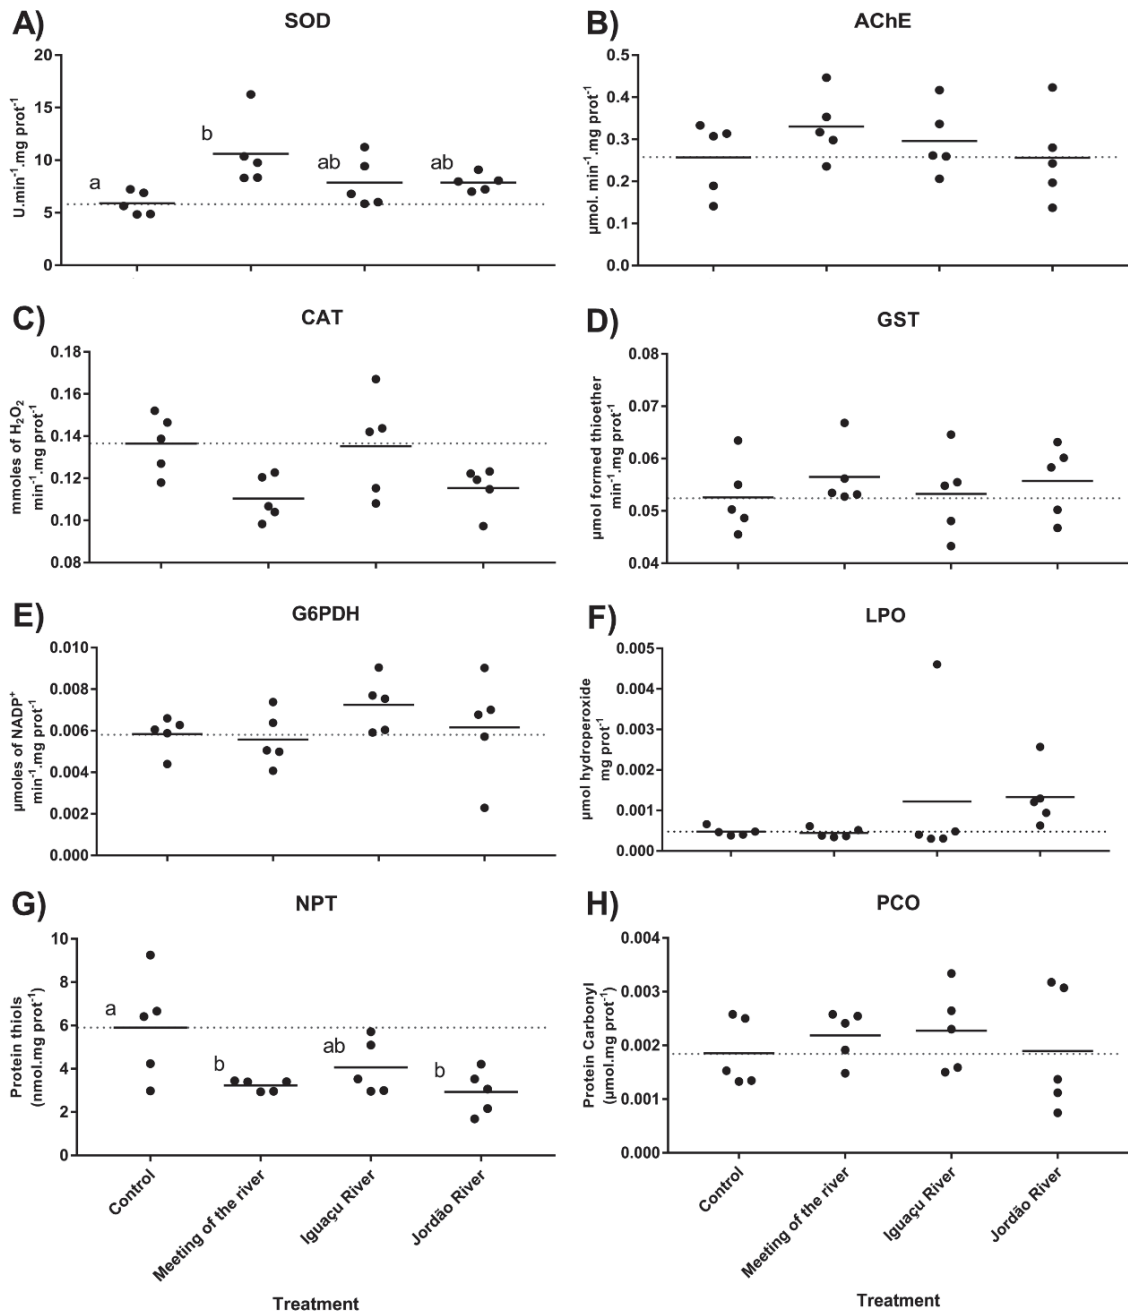 A)
SOD
U.min⁻¹.mg prot⁻¹
20
15
10
5
0
a
b
ab
ab
B)
AChE
µmol. min⁻¹.mg prot⁻¹
0.5
0.4
0.3
0.2
0.1
0.0
C)
CAT
mmoles of H₂O₂
min⁻¹.mg prot⁻¹
0.18
0.16
0.14
0.12
0.10
0.08
D)
GST
µmol formed thioether
min⁻¹.mg prot⁻¹
0.08
0.07
0.06
0.05
0.04
E)
G6PDH
µmoles of NADP⁺
min⁻¹.mg prot⁻¹
0.010
0.008
0.006
0.004
0.002
0.000
F)
LPO
µmol hydroperoxide
mg prot⁻¹
0.005
0.004
0.003
0.002
0.001
0.000
G)
NPT
Protein thiols
(nmol.mg prot⁻¹)
10
8
6
4
2
0
a
b
ab
b
Control
Meeting of the river
Iguaçu River
Jordão River
Treatment
H)
PCO
Protein Carbonyl
(µmol.mg prot⁻¹)
0.004
0.003
0.002
0.001
0.000
Control
Meeting of the river
Iguaçu River
Jordão River
Treatment